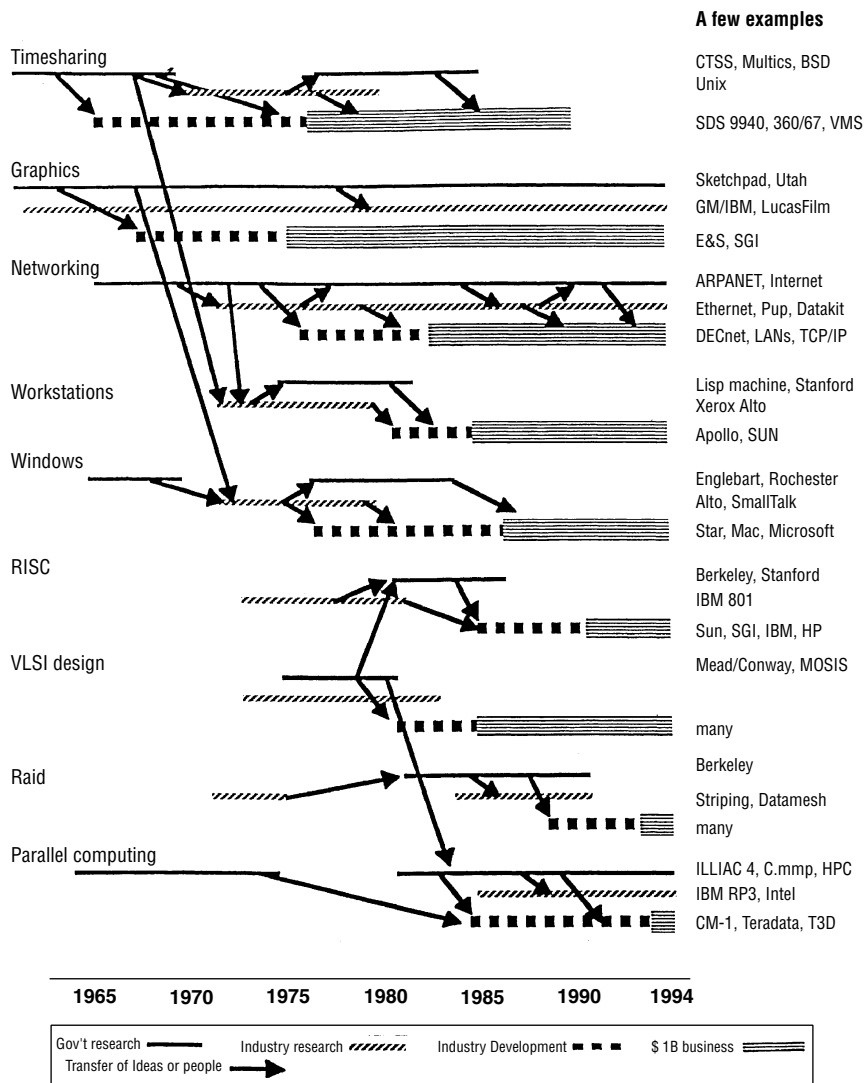 A few examples
Timesharing
CTSS, Multics, BSD
Unix
SDS 9940, 360/67, VMS
Graphics
Sketchpad, Utah
GM/IBM, LucasFilm
E&S, SGI
Networking
ARPANET, Internet
Ethernet, Pup, Datakit
DECnet, LANs, TCP/IP
Workstations
Lisp machine, Stanford
Xerox Alto
Apollo, SUN
Windows
Englebart, Rochester
Alto, SmallTalk
Star, Mac, Microsoft
RISC
Berkeley, Stanford
IBM 801
Sun, SGI, IBM, HP
VLSI design
Mead/Conway, MOSIS
many
Raid
Berkeley
Striping, Datamesh
many
Parallel computing
ILLIAC 4, C.mmp, HPC
IBM RP3, Intel
CM-1, Teradata, T3D
1965 1970 1975 1980 1985 1990 1994
Gov't research Industry research Industry Development $ 1B business
Transfer of Ideas or people